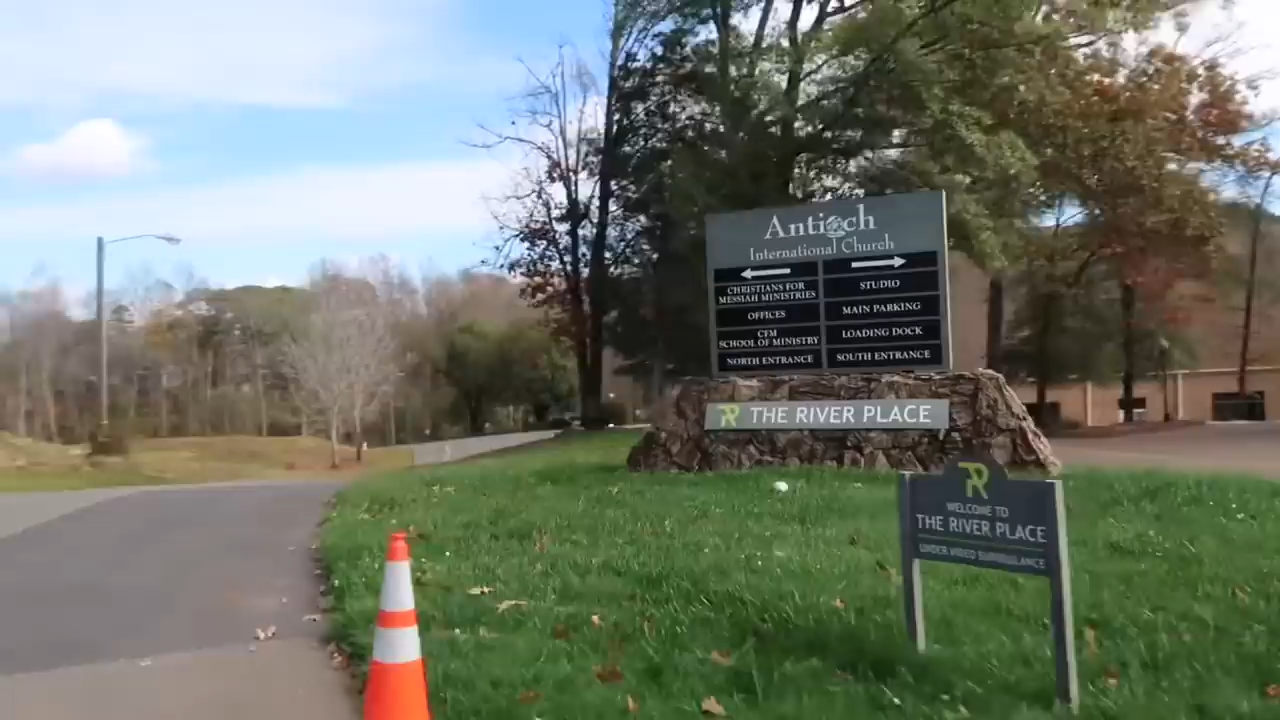 Antioch
International Church
CHRISTIANS FOR
MESSIAH MINISTRIES
OFFICES
CFM
SCHOOL OF MINISTRY
NORTH ENTRANCE
STUDIO
MAIN PARKING
LOADING DOCK
SOUTH ENTRANCE
R THE RIVER PLACE
R
WELCOME TO
THE RIVER PLACE
UNDER VIDEO SURVEILLANCE